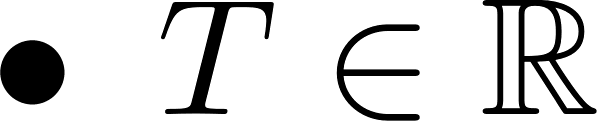 • T ∈ ℝ